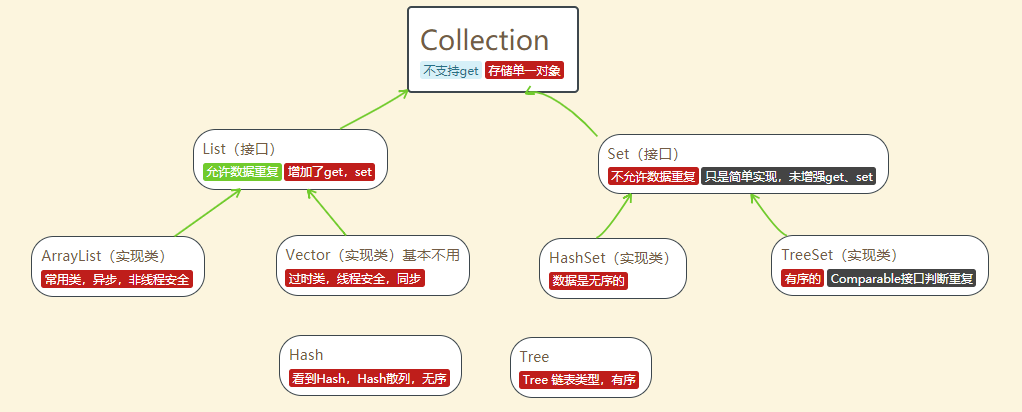 Collection
不支持get 存储单一对象
List（接口）
允许数据重复 增加了get，set
Set（接口）
不允许数据重复 只是简单实现，未增强get、set
ArrayList（实现类）
常用类，异步，非线程安全
Vector（实现类）基本不用
过时类，线程安全，同步
HashSet（实现类）
数据是无序的
TreeSet（实现类）
有序的 Comparable接口判断重复
Hash
看到Hash，Hash散列，无序
Tree
Tree 链表类型，有序